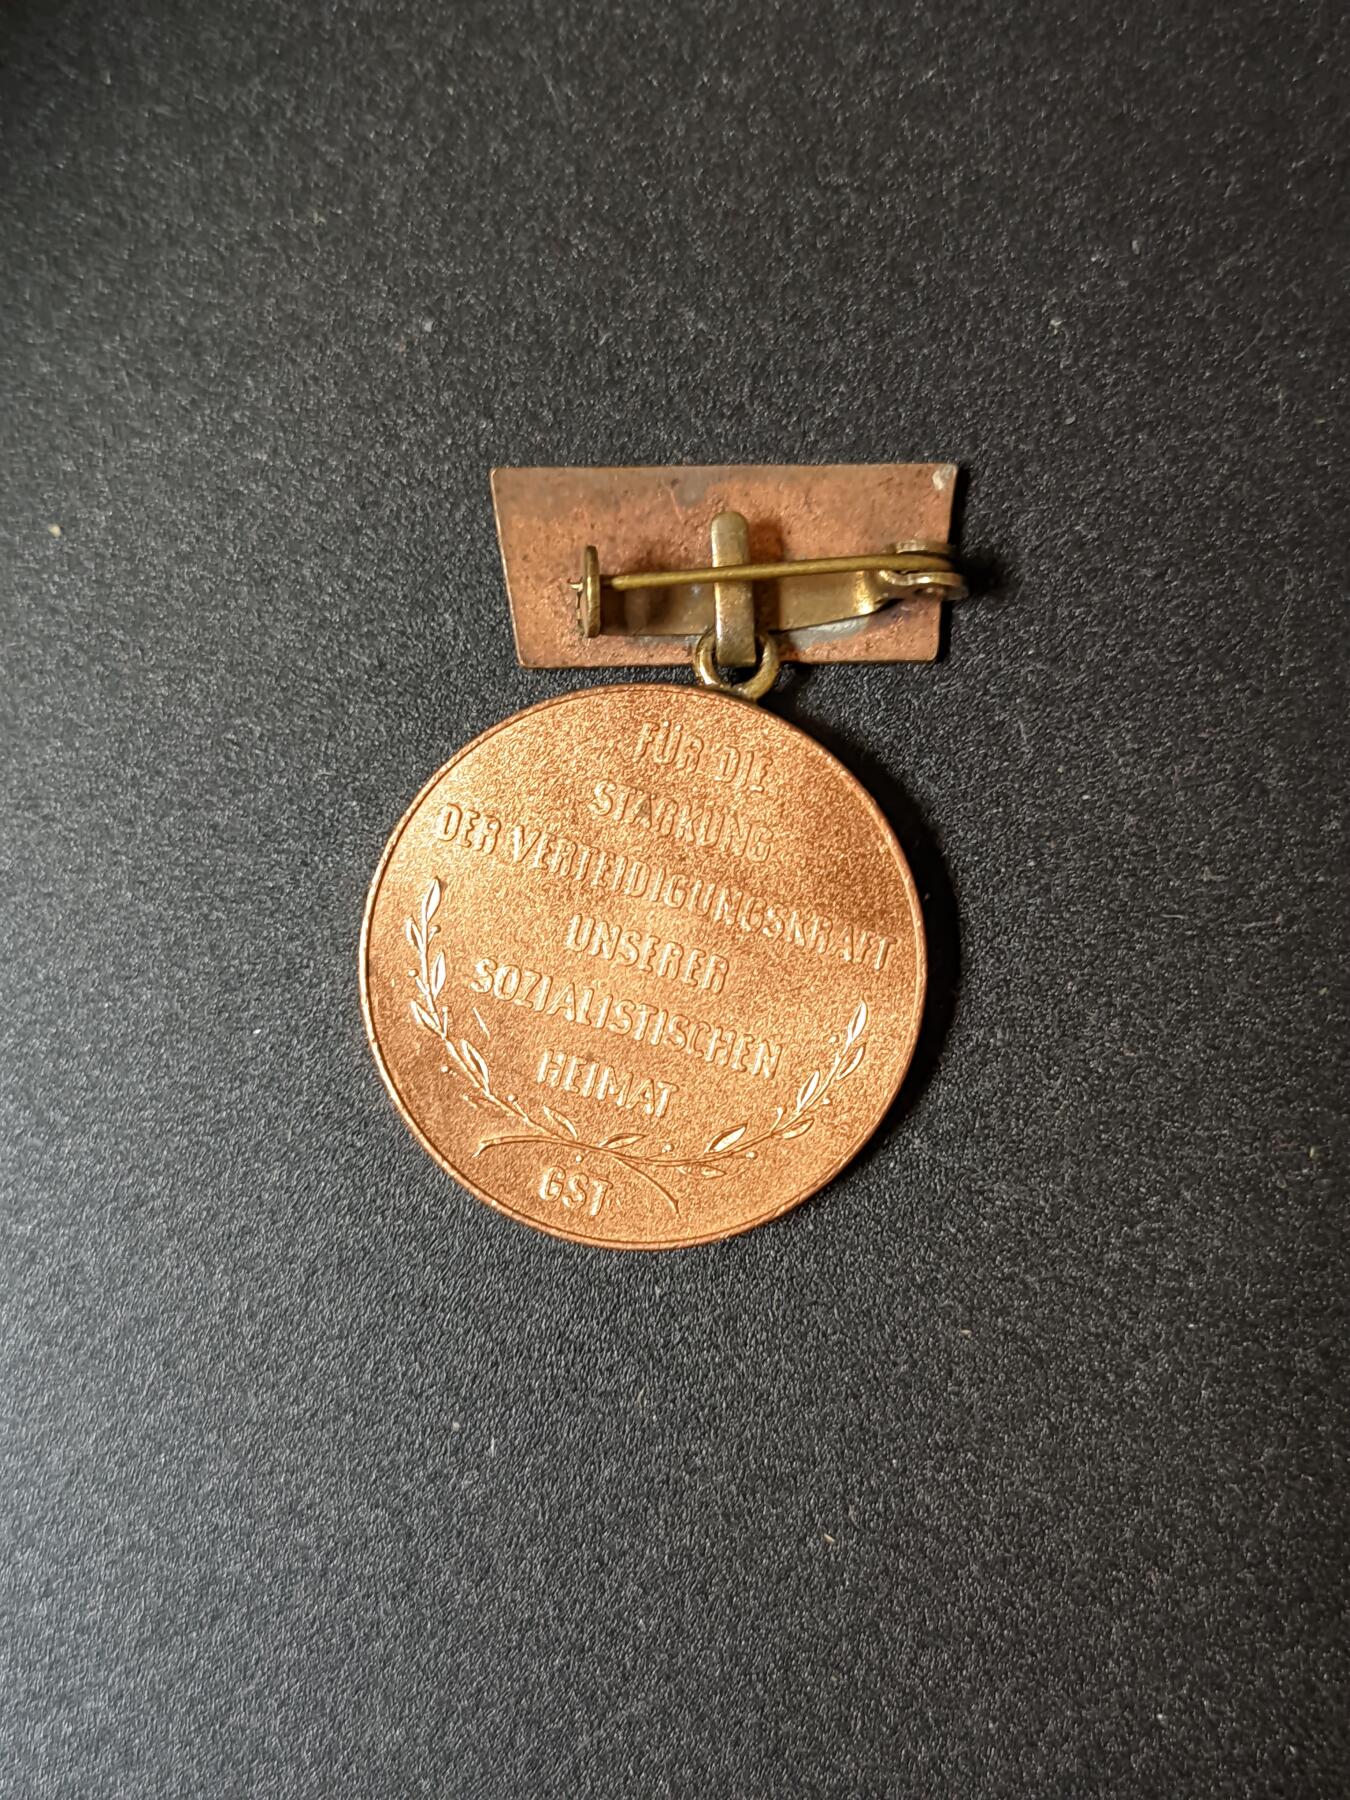 FÜR DIE
STÄRKUNG
DER VERTEIDIGUNGSKRAFT
UNSERER
SOZIALISTISCHEN
HEIMAT
GST